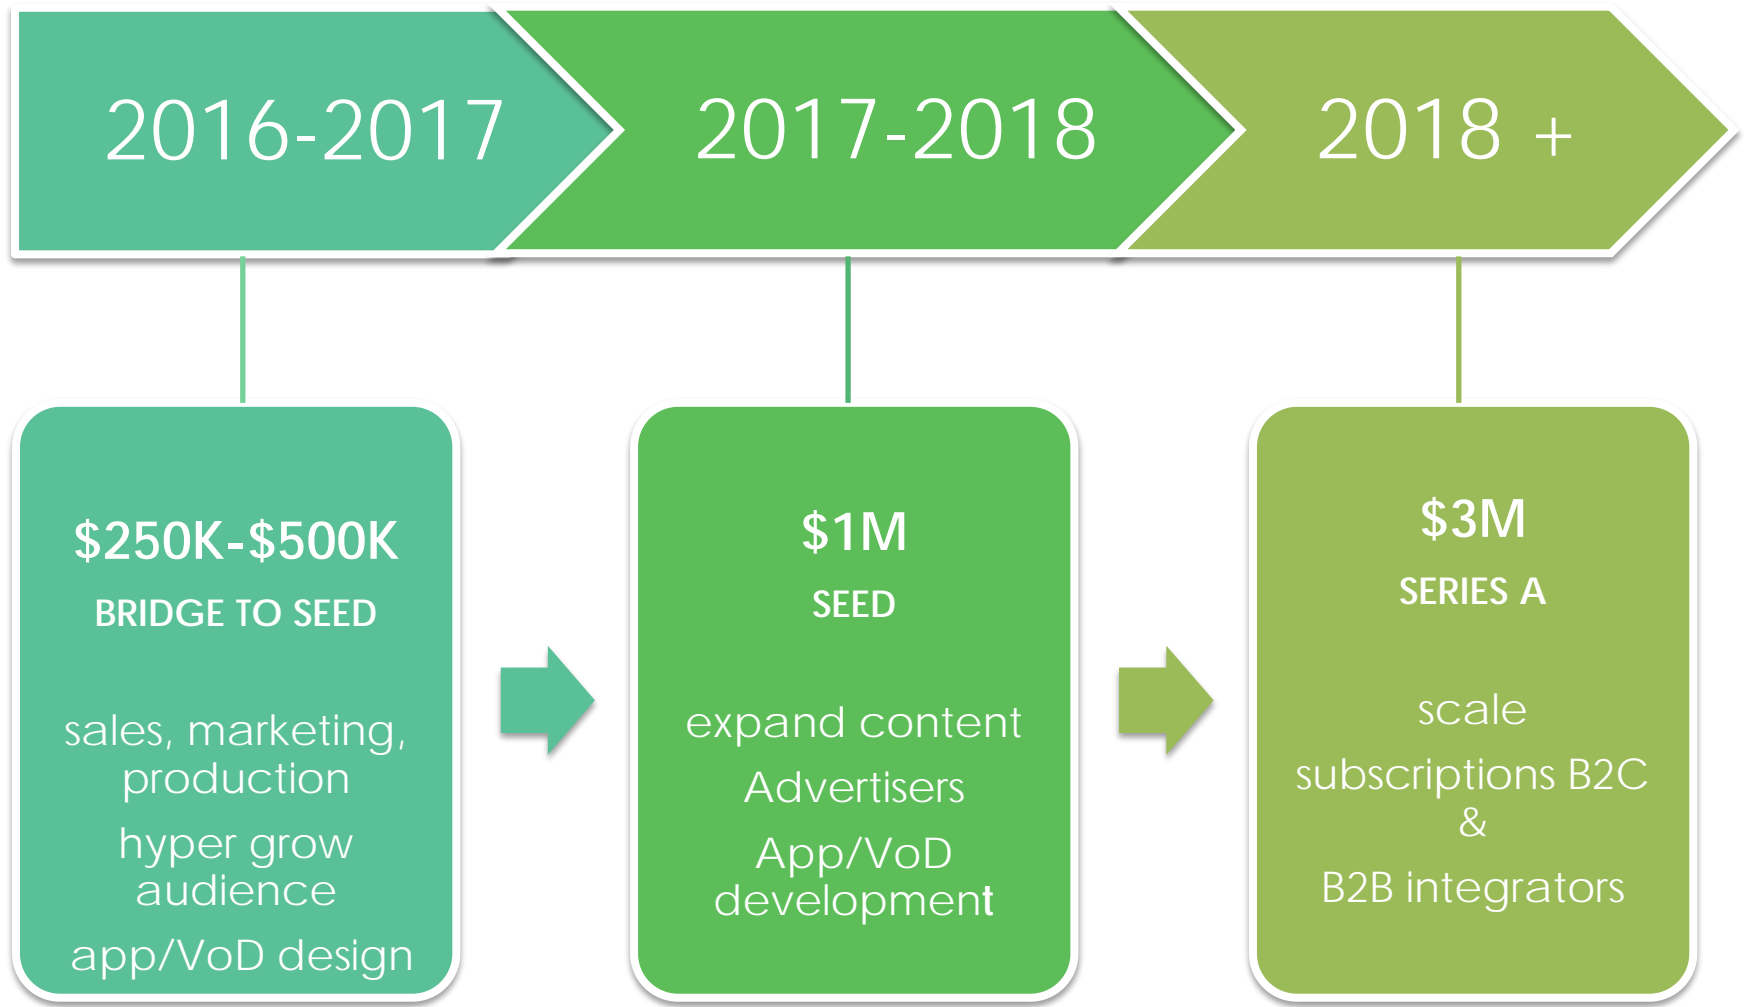 2016-2017
2017-2018
2018 +
$250K-$500K
BRIDGE TO SEED
sales, marketing,
production
hyper grow
audience
app/VoD design
$1M
SEED
expand content
Advertisers
App/VoD
development
$3M
SERIES A
scale
subscriptions B2C
&
B2B integrators